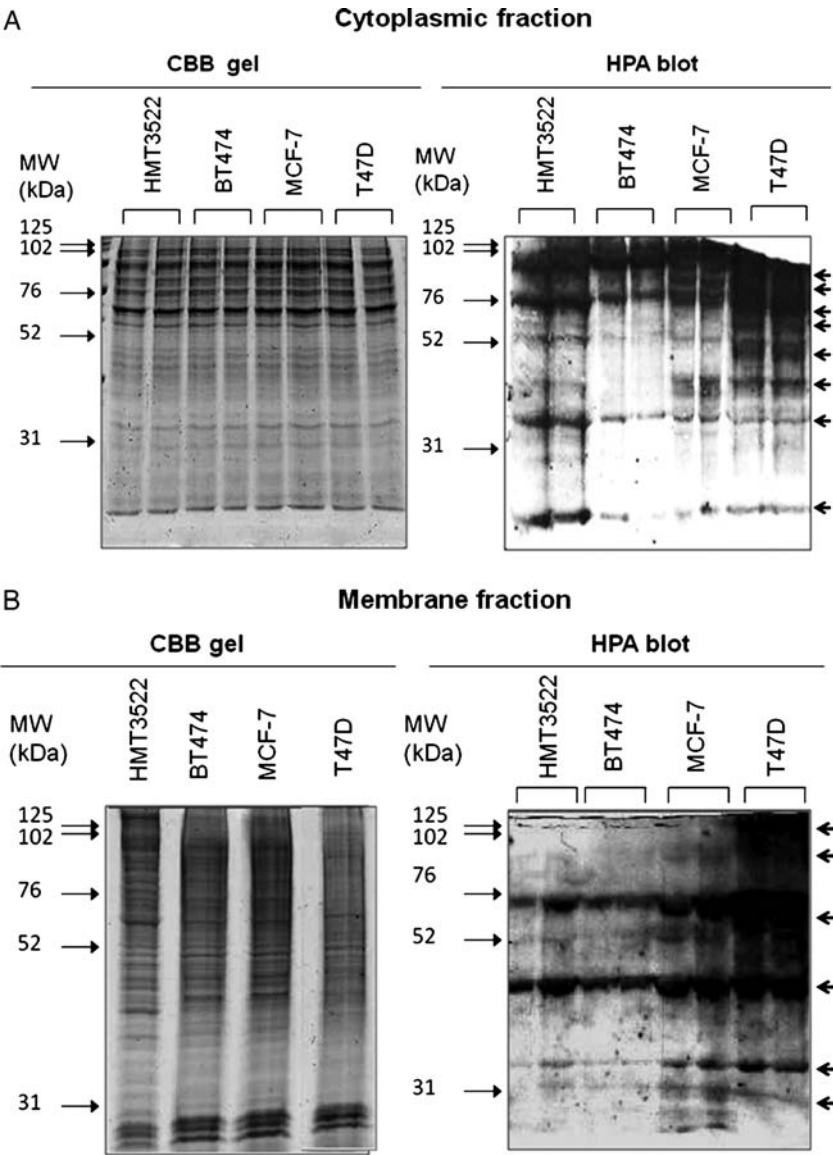 A
Cytoplasmic fraction
CBB gel
HPA blot
MW
(kDa)
HMT3522
BT474
MCF-7
T47D
HMT3522
BT474
MCF-7
T47D
MW
(kDa)
125
102
76
52
31
125
102
76
52
31
B
Membrane fraction
CBB gel
HPA blot
MW
(kDa)
HMT3522
BT474
MCF-7
T47D
MW
(kDa)
HMT3522
BT474
MCF-7
T47D
125
102
76
52
31
125
102
76
52
31